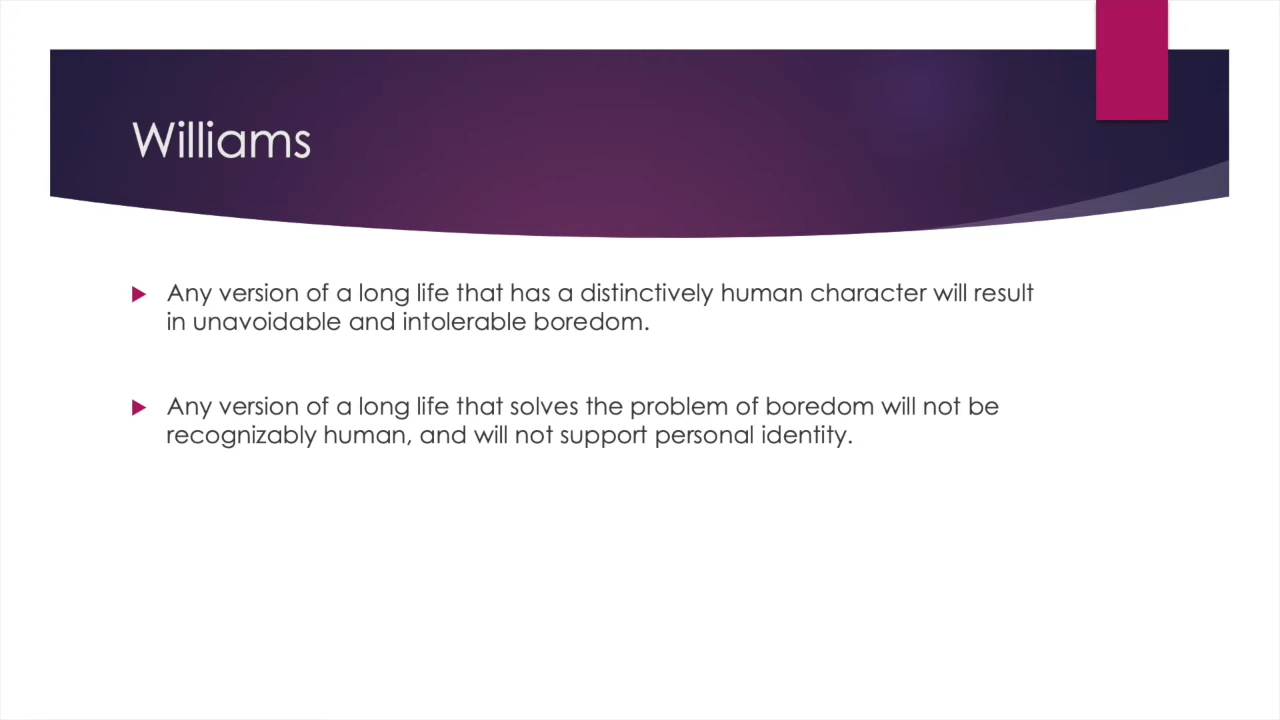 Williams
Any version of a long life that has a distinctively human character will result
in unavoidable and intolerable boredom.
Any version of a long life that solves the problem of boredom will not be
recognizably human, and will not support personal identity.